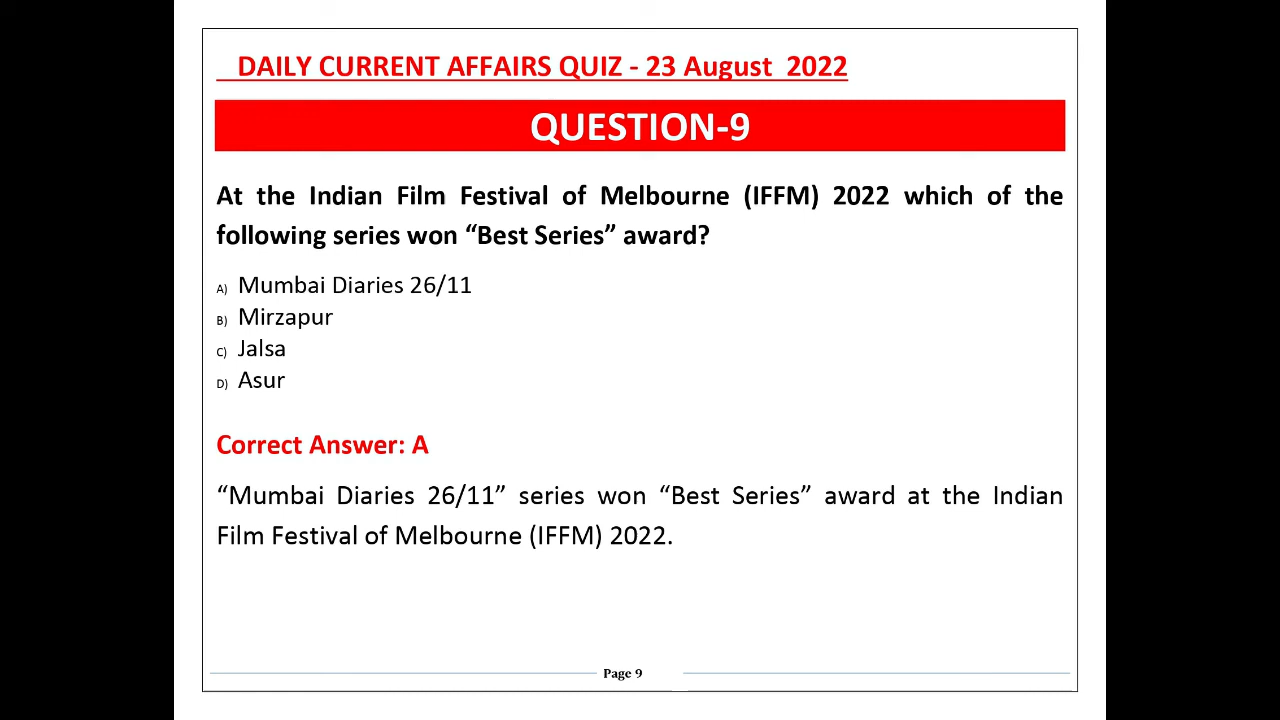 DAILY CURRENT AFFAIRS QUIZ - 23 August 2022
QUESTION-9
At the Indian Film Festival of Melbourne (IFFM) 2022 which of the
following series won “Best Series” award?
A) Mumbai Diaries 26/11
B) Mirzapur
C) Jalsa
D) Asur
Correct Answer: A
“Mumbai Diaries 26/11” series won “Best Series” award at the Indian
Film Festival of Melbourne (IFFM) 2022.
Page 9